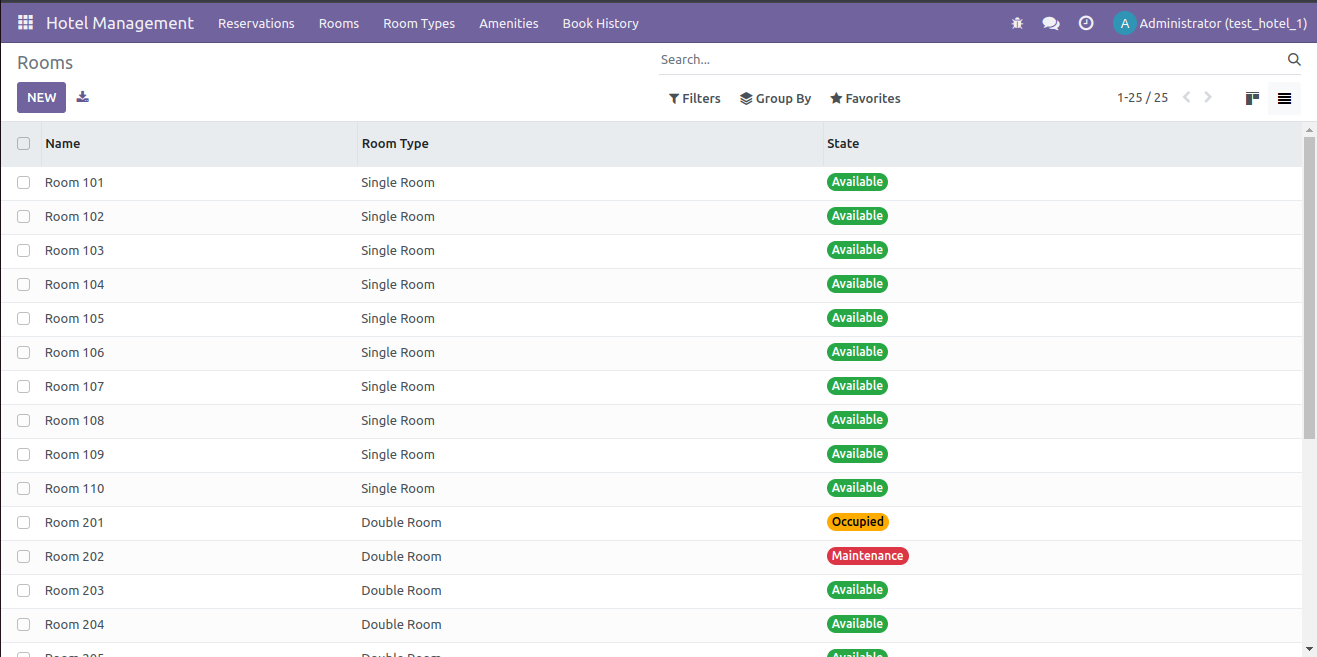 Hotel Management Reservations Rooms Room Types Amenities Book History A Administrator (test_hotel_1)
Rooms Search...
NEW Filters Group By Favorites 1-25 / 25
Name Room Type State
Room 101 Single Room Available
Room 102 Single Room Available
Room 103 Single Room Available
Room 104 Single Room Available
Room 105 Single Room Available
Room 106 Single Room Available
Room 107 Single Room Available
Room 108 Single Room Available
Room 109 Single Room Available
Room 110 Single Room Available
Room 201 Double Room Occupied
Room 202 Double Room Maintenance
Room 203 Double Room Available
Room 204 Double Room Available
Room 205 Double Room Available